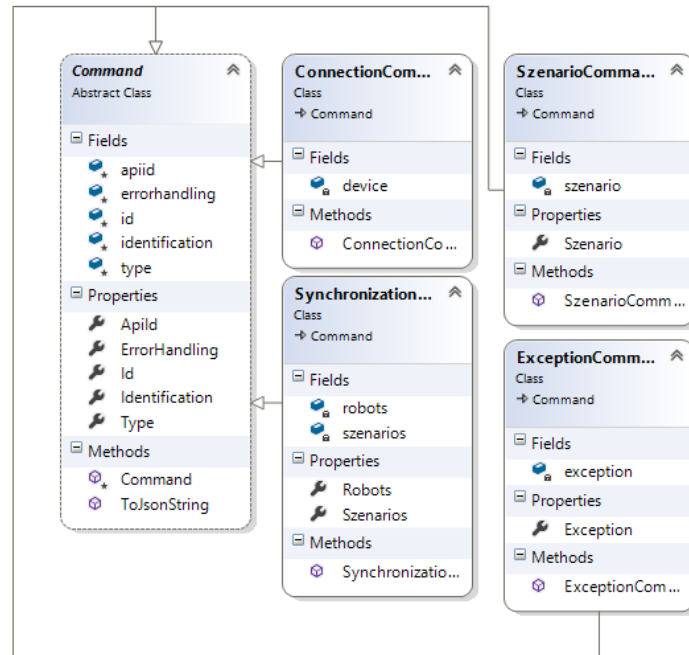 Command
Abstract Class
Fields
apiid
errorhandling
id
identification
type
Properties
ApiId
ErrorHandling
Id
Identification
Type
Methods
Command
ToJsonString
ConnectionCom...
Class
Command
Fields
device
Methods
ConnectionCo...
Synchronization...
Class
Command
Fields
robots
szenarios
Properties
Robots
Szenarios
Methods
Synchronizatio...
SzenarioComma...
Class
Command
Fields
szenario
Properties
Szenario
Methods
SzenarioComm...
ExceptionComm...
Class
Command
Fields
exception
Properties
Exception
Methods
ExceptionCom...